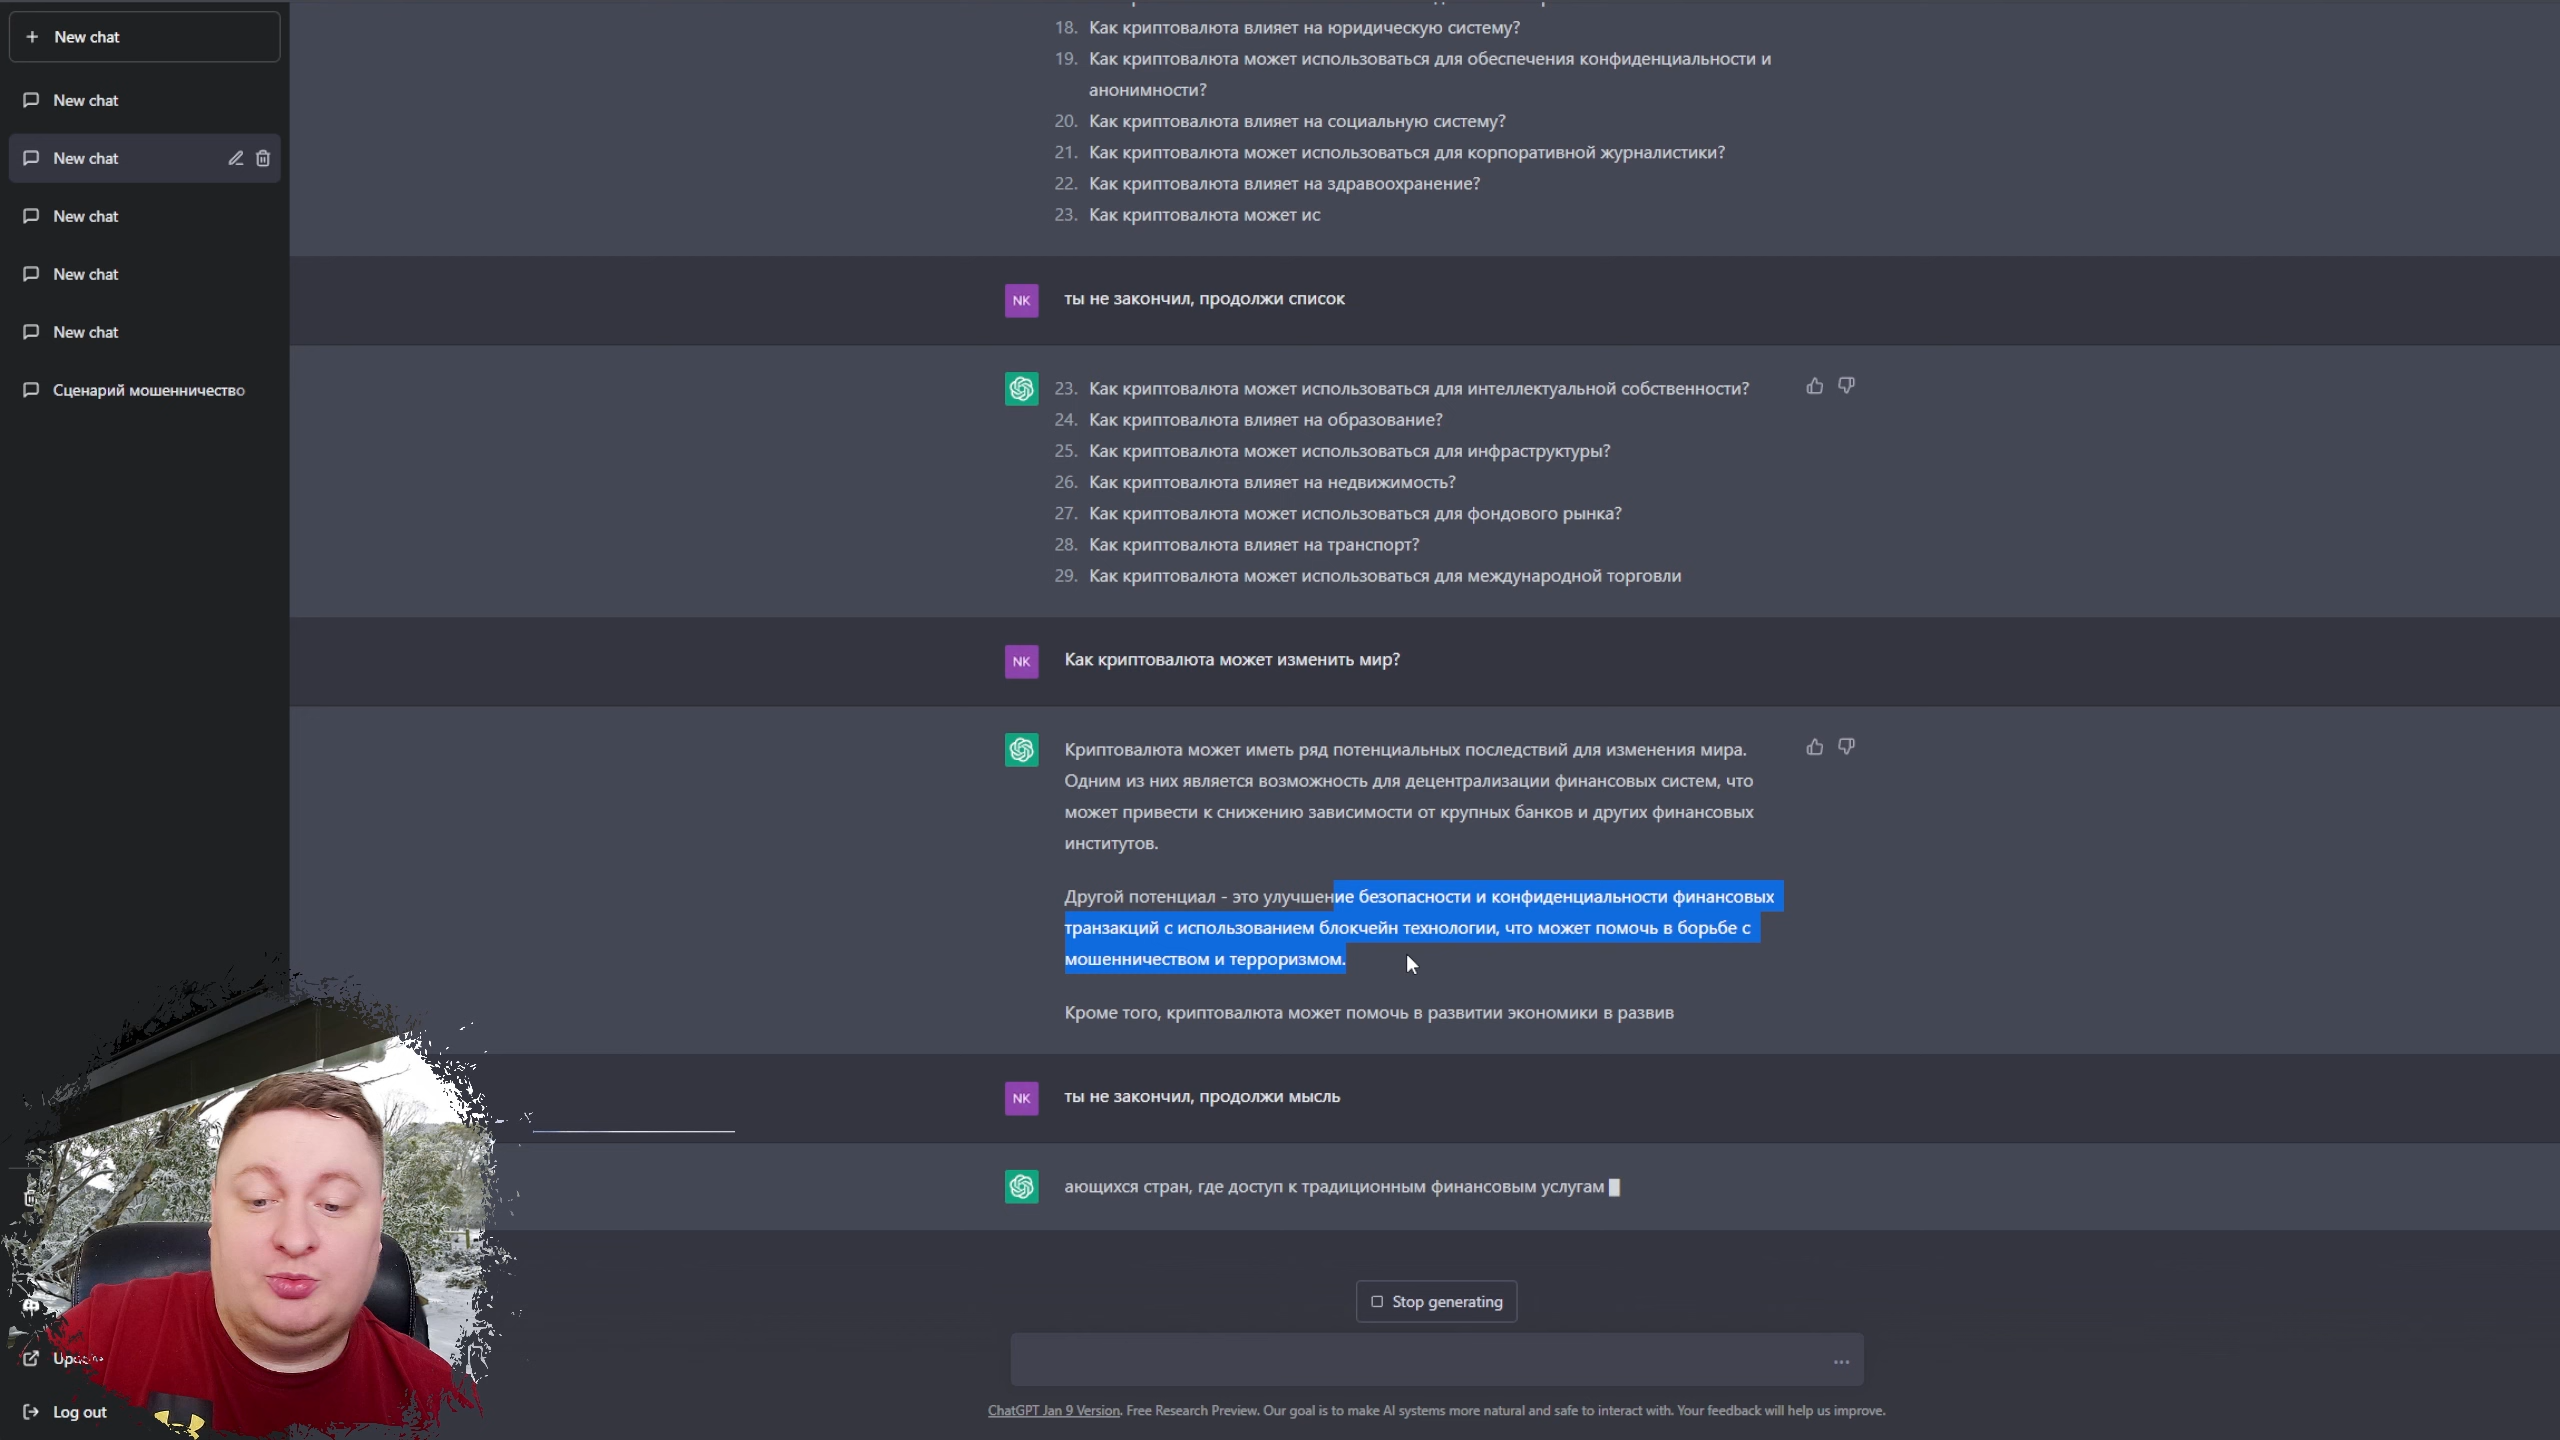 New chat
New chat
New chat
New chat
New chat
New chat
Сценарий мошенничество
18. Как криптовалюта влияет на юридическую систему?
19. Как криптовалюта может использоваться для обеспечения конфиденциальности и
анонимности?
20. Как криптовалюта влияет на социальную систему?
21. Как криптовалюта может использоваться для корпоративной журналистики?
22. Как криптовалюта влияет на здравоохранение?
23. Как криптовалюта может ис
NK
ты не закончил, продолжи список
23. Как криптовалюта может использоваться для интеллектуальной собственности?
24. Как криптовалюта влияет на образование?
25. Как криптовалюта может использоваться для инфраструктуры?
26. Как криптовалюта влияет на недвижимость?
27. Как криптовалюта может использоваться для фондового рынка?
28. Как криптовалюта влияет на транспорт?
29. Как криптовалюта может использоваться для международной торговли
NK
Как криптовалюта может изменить мир?
Криптовалюта может иметь ряд потенциальных последствий для изменения мира.
Одним из них является возможность для децентрализации финансовых систем, что
может привести к снижению зависимости от крупных банков и других финансовых
институтов.
Другой потенциал - это улучшение безопасности и конфиденциальности финансовых
транзакций с использованием блокчейн технологии, что может помочь в борьбе с
мошенничеством и терроризмом.
Кроме того, криптовалюта может помочь в развитии экономики в развив
NK
ты не закончил, продолжи мысль
ающихся стран, где доступ к традиционным финансовым услугам
Stop generating
...
Log out
ChatGPT Jan 9 Version. Free Research Preview. Our goal is to make AI systems more natural and safe to interact with. Your feedback will help us improve.